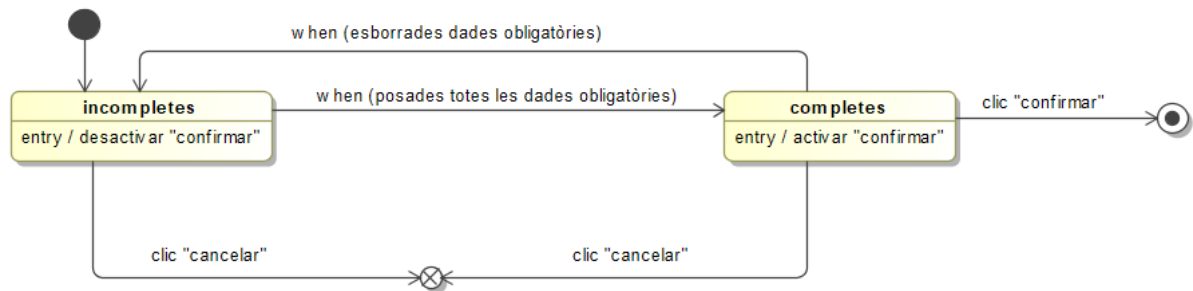 when (esborrades dades obligatòries)
incompletes
entry / desactivar "confirmar"
when (posades totes les dades obligatòries)
completes
entry / activar "confirmar"
clic "confirmar"
clic "cancelar"
clic "cancelar"